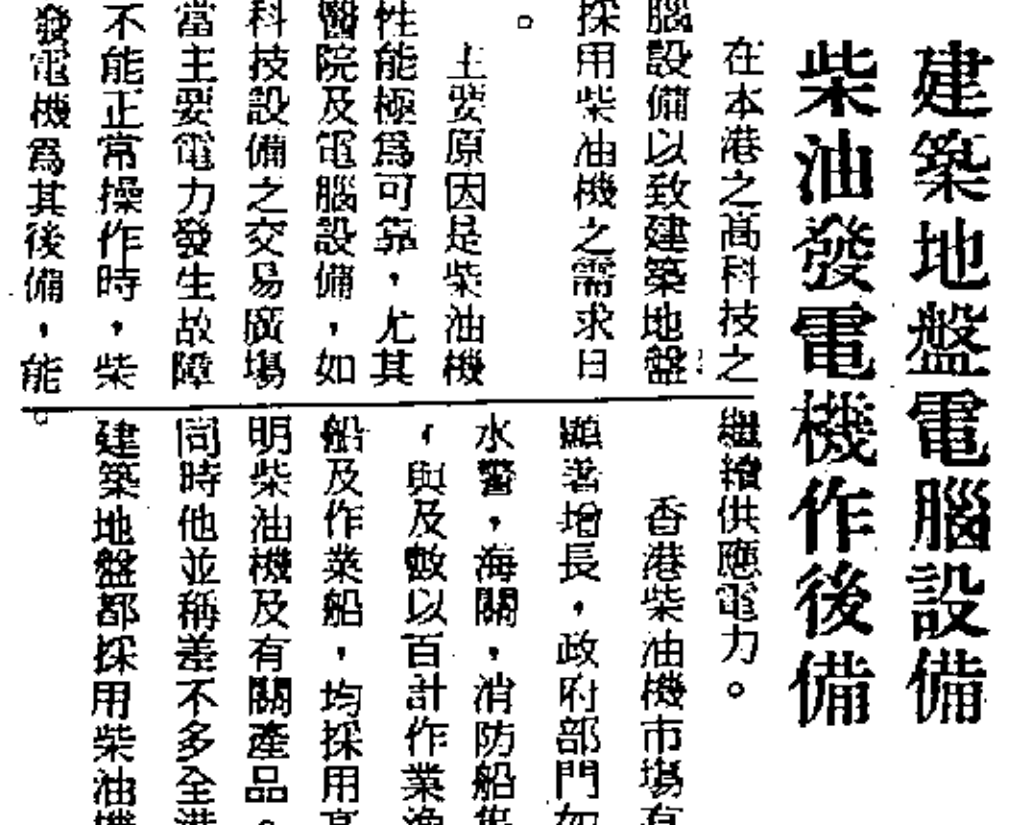 建築地盤電腦設備
柴油發電機作後備
在本港之高科技之
腦設備以致建築地盤
採用柴油機之需求日
。
主要原因是柴油機
性能極爲可靠，尤其
醫院及電腦設備，如
科技設備之交易廣場
當主要電力發生故障
不能正常操作時，柴
發電機爲其後備，能
。
繼續供應電力。
香港柴油機市場有
顯著增長，政府部門如
水警，海關，消防船隻
，與及數以百計作業漁
船及作業船，均採用高
明柴油機及有關產品。
同時他並稱差不多全港
建築地盤都採用柴油機